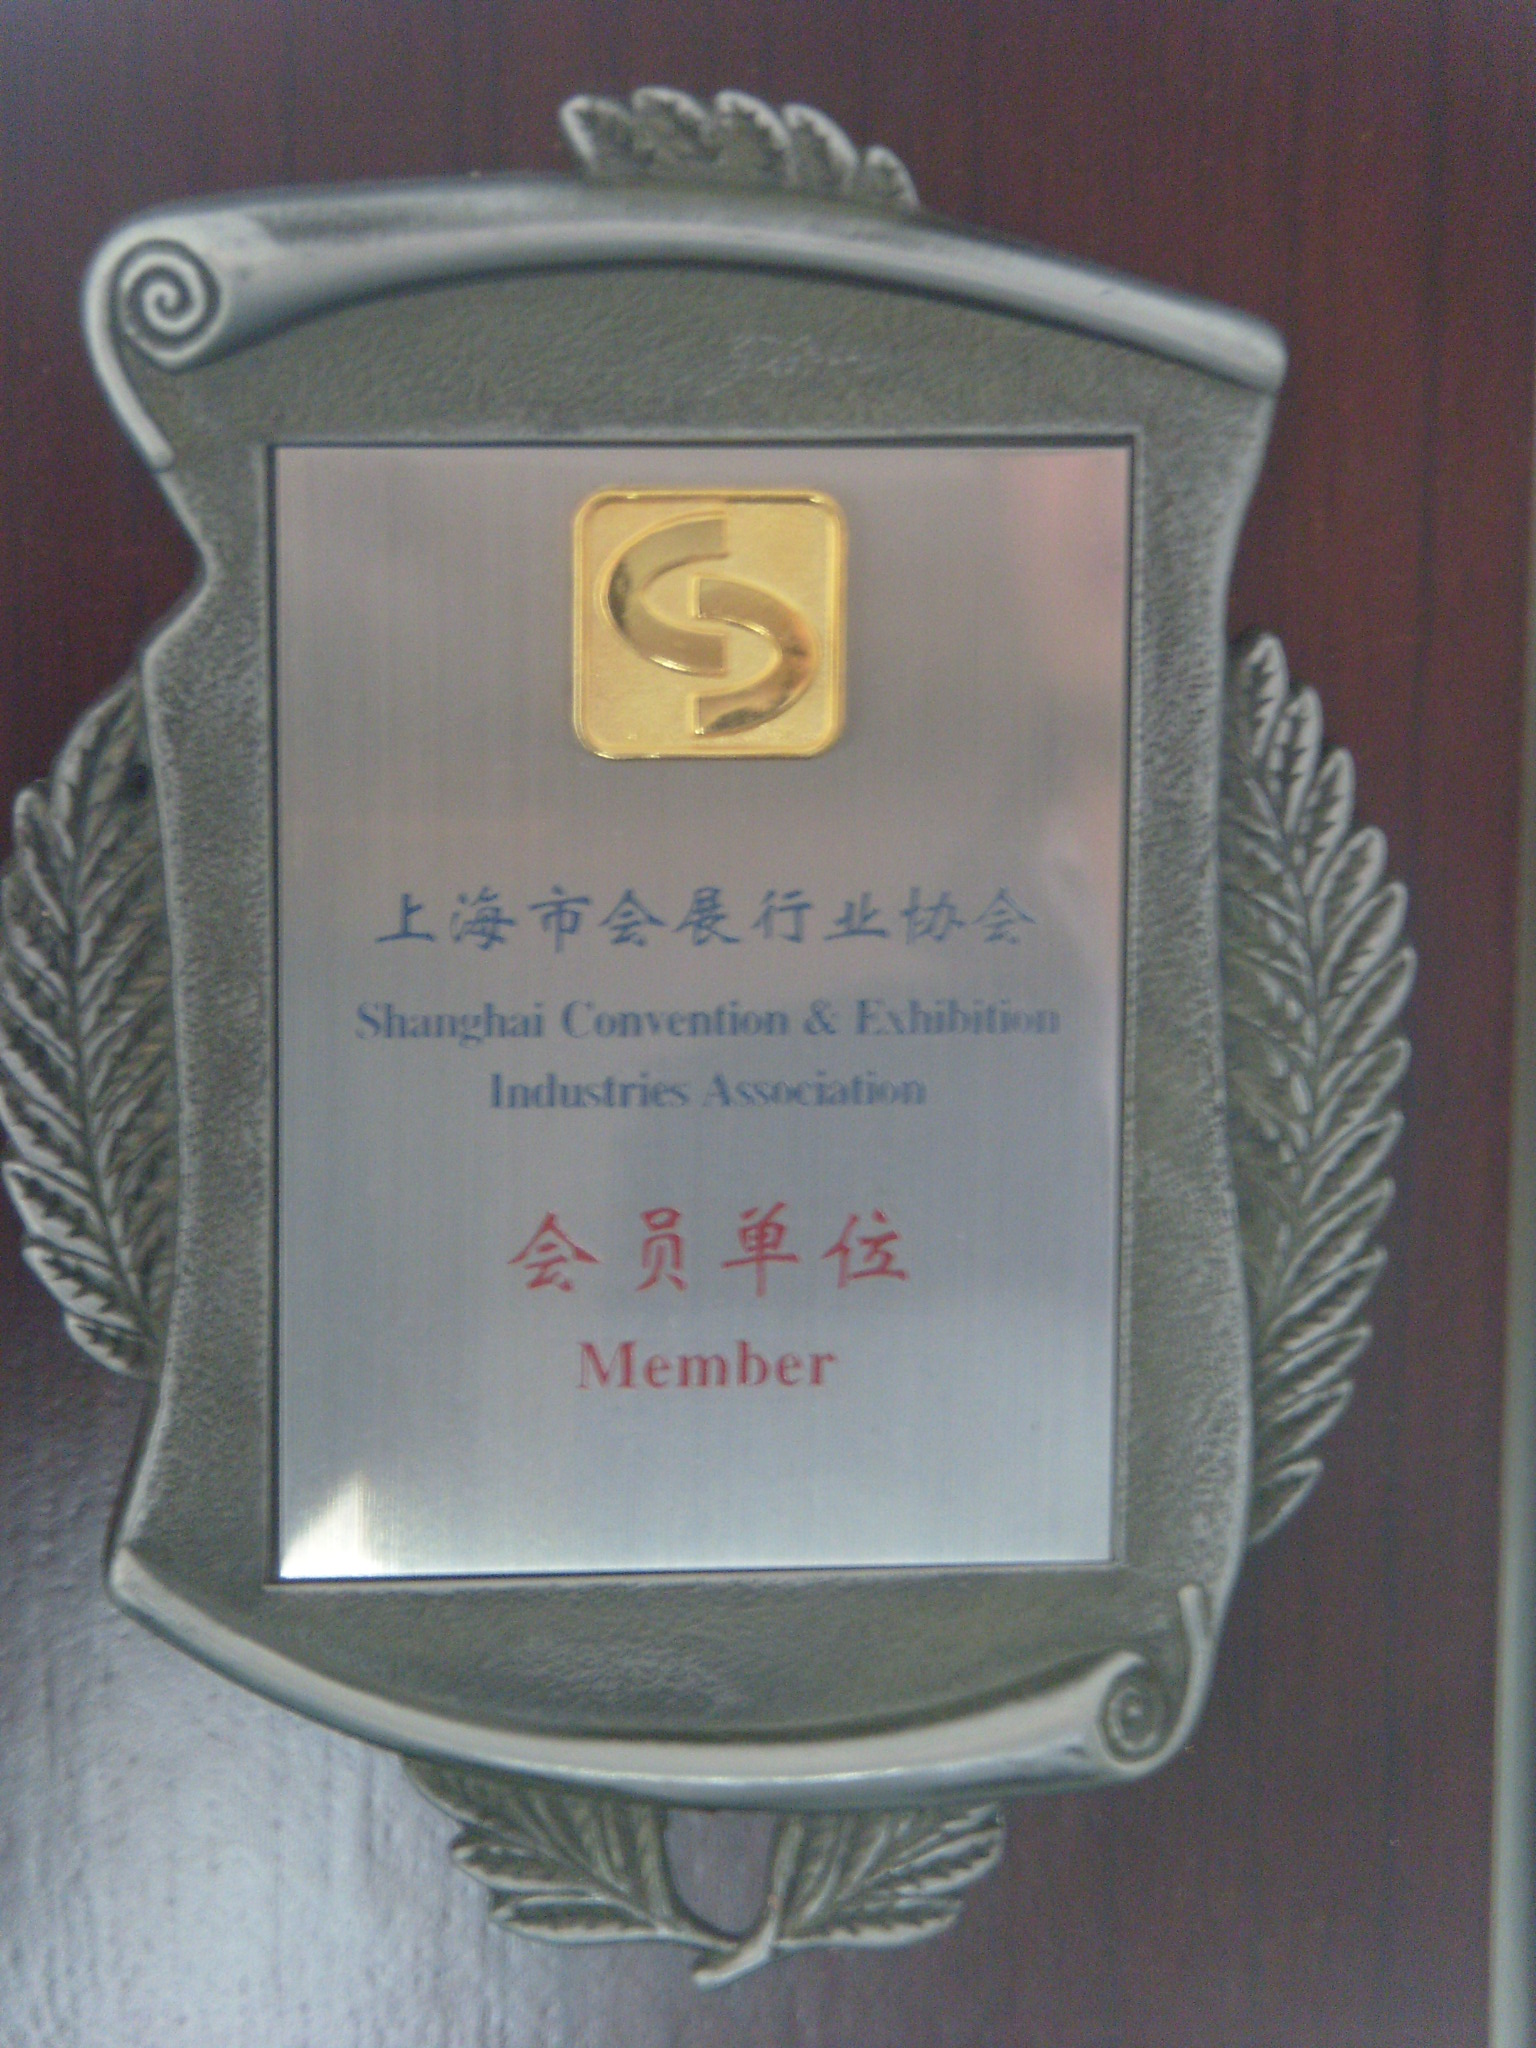 上海市会展行业协会
Shanghai Convention & Exhibition
Industries Association
会员单位
Member